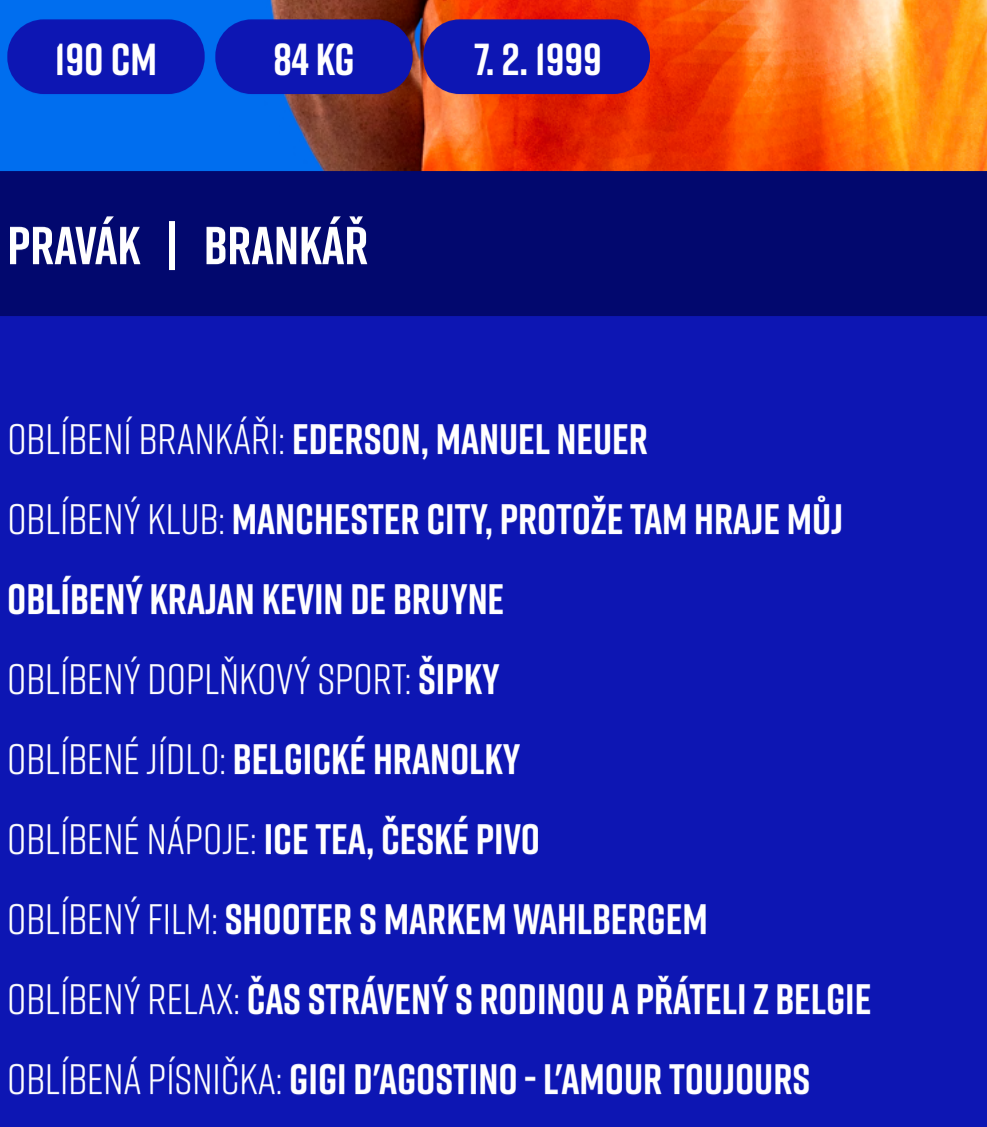 190 CM 84 KG 7. 2. 1999
PRAVÁK | BRANKÁŘ
OBLÍBENÍ BRANKÁŘI: EDERSON, MANUEL NEUER
OBLÍBENÝ KLUB: MANCHESTER CITY, PROTOŽE TAM HRAJE MŮJ
OBLÍBENÝ KRAJAN KEVIN DE BRUYNE
OBLÍBENÝ DOPLŇKOVÝ SPORT: ŠIPKY
OBLÍBENÉ JÍDLO: BELGICKÉ HRANOLKY
OBLÍBENÉ NÁPOJE: ICE TEA, ČESKÉ PIVO
OBLÍBENÝ FILM: SHOOTER S MARKEM WAHLBERGEM
OBLÍBENÝ RELAX: ČAS STRÁVENÝ S RODINOU A PŘÁTELI Z BELGIE
OBLÍBENÁ PÍSNIČKA: GIGI D'AGOSTINO - L'AMOUR TOUJOURS